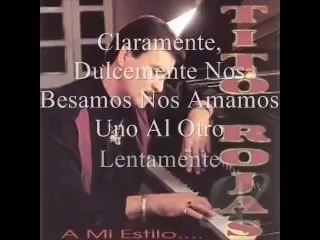 Claramente,
Dulcemente Nos
Besamos Nos Amamos
Uno Al Otro
Lentamente
TITO ROJAS
A Mi Estilo....